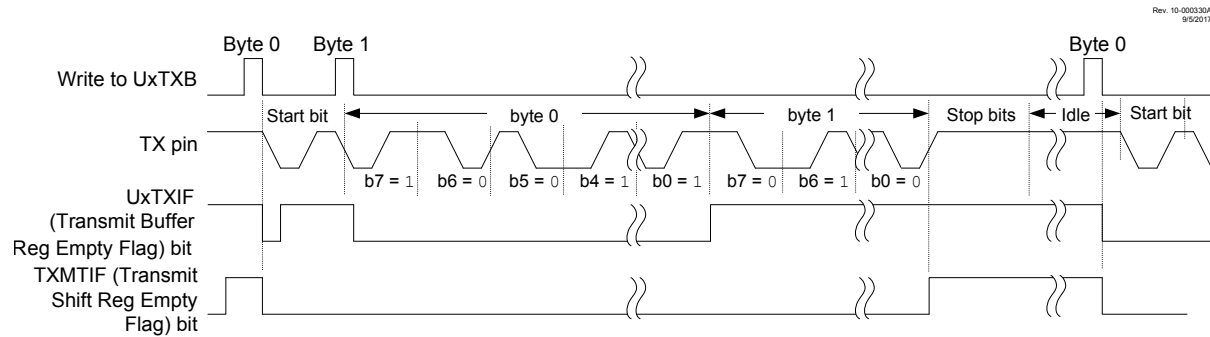 Rev. 10-000330A
9/5/2017
Byte 0 Byte 1 Byte 0
Write to UxTXB
Start bit byte 0 byte 1 Stop bits Idle Start bit
TX pin
b7 = 1 b6 = 0 b5 = 0 b4 = 1 b0 = 1 b7 = 0 b6 = 1 b0 = 0
UxTXIF
(Transmit Buffer
Reg Empty Flag) bit
TXMTIF (Transmit
Shift Reg Empty
Flag) bit